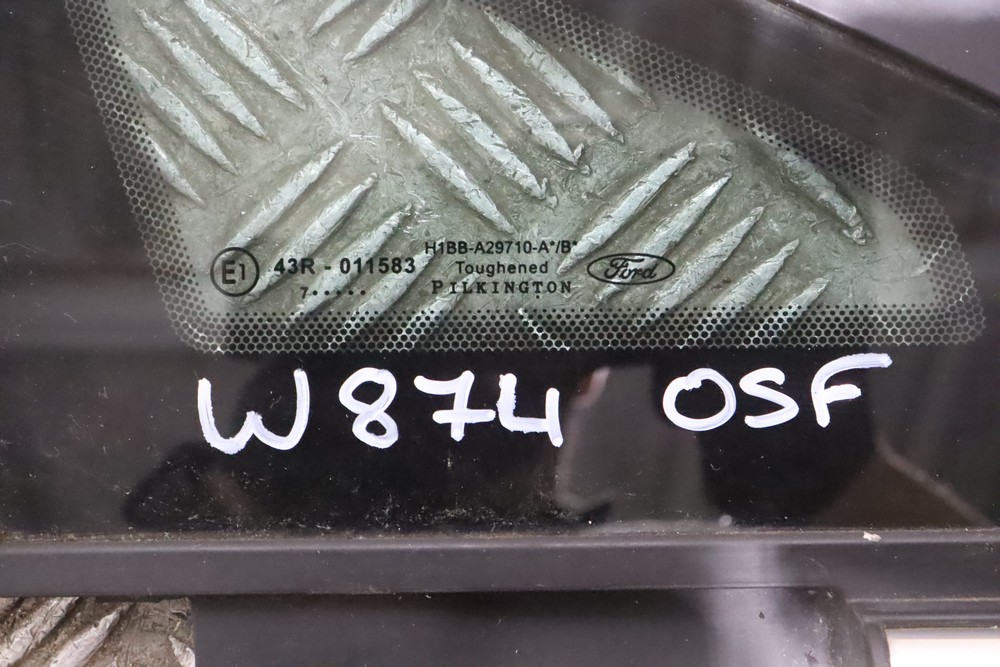 E1 43R - 011583
7.....
H1BB-A29710-A*/B*
Toughened
PILKINGTON
Ford
W874 OSF